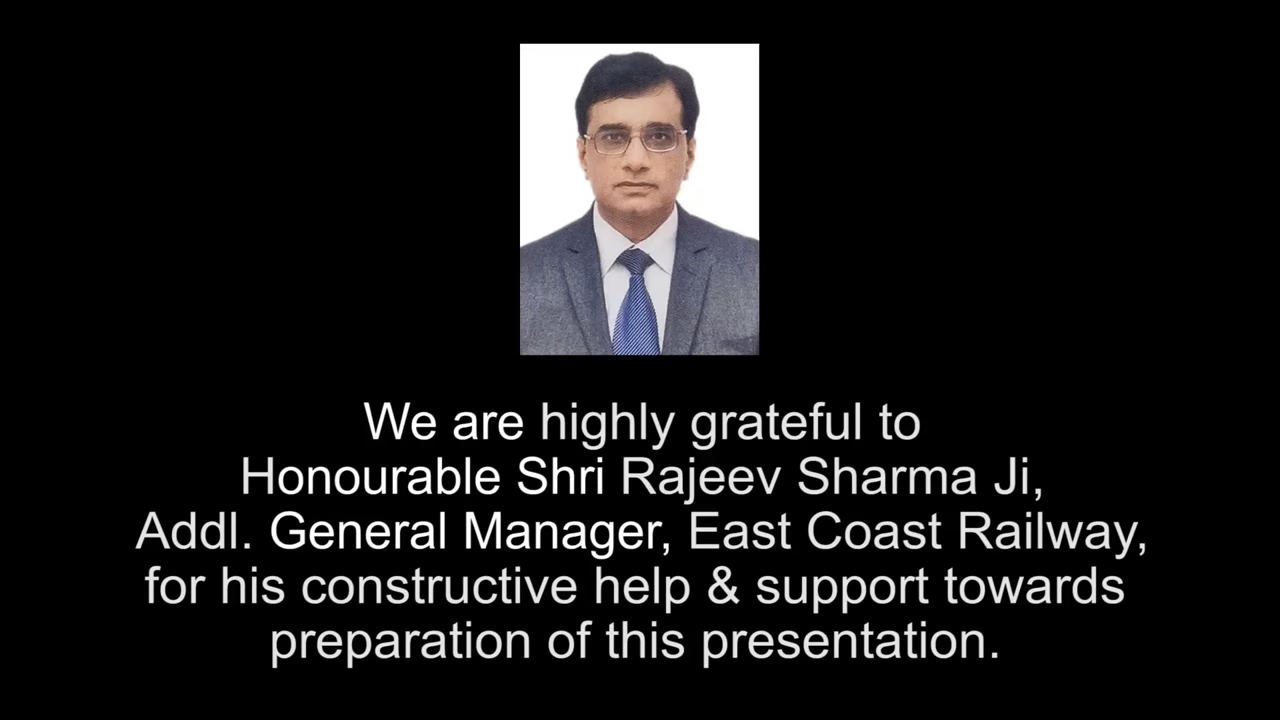 We are highly grateful to
Honourable Shri Rajeev Sharma Ji,
Addl. General Manager, East Coast Railway,
for his constructive help & support towards
preparation of this presentation.